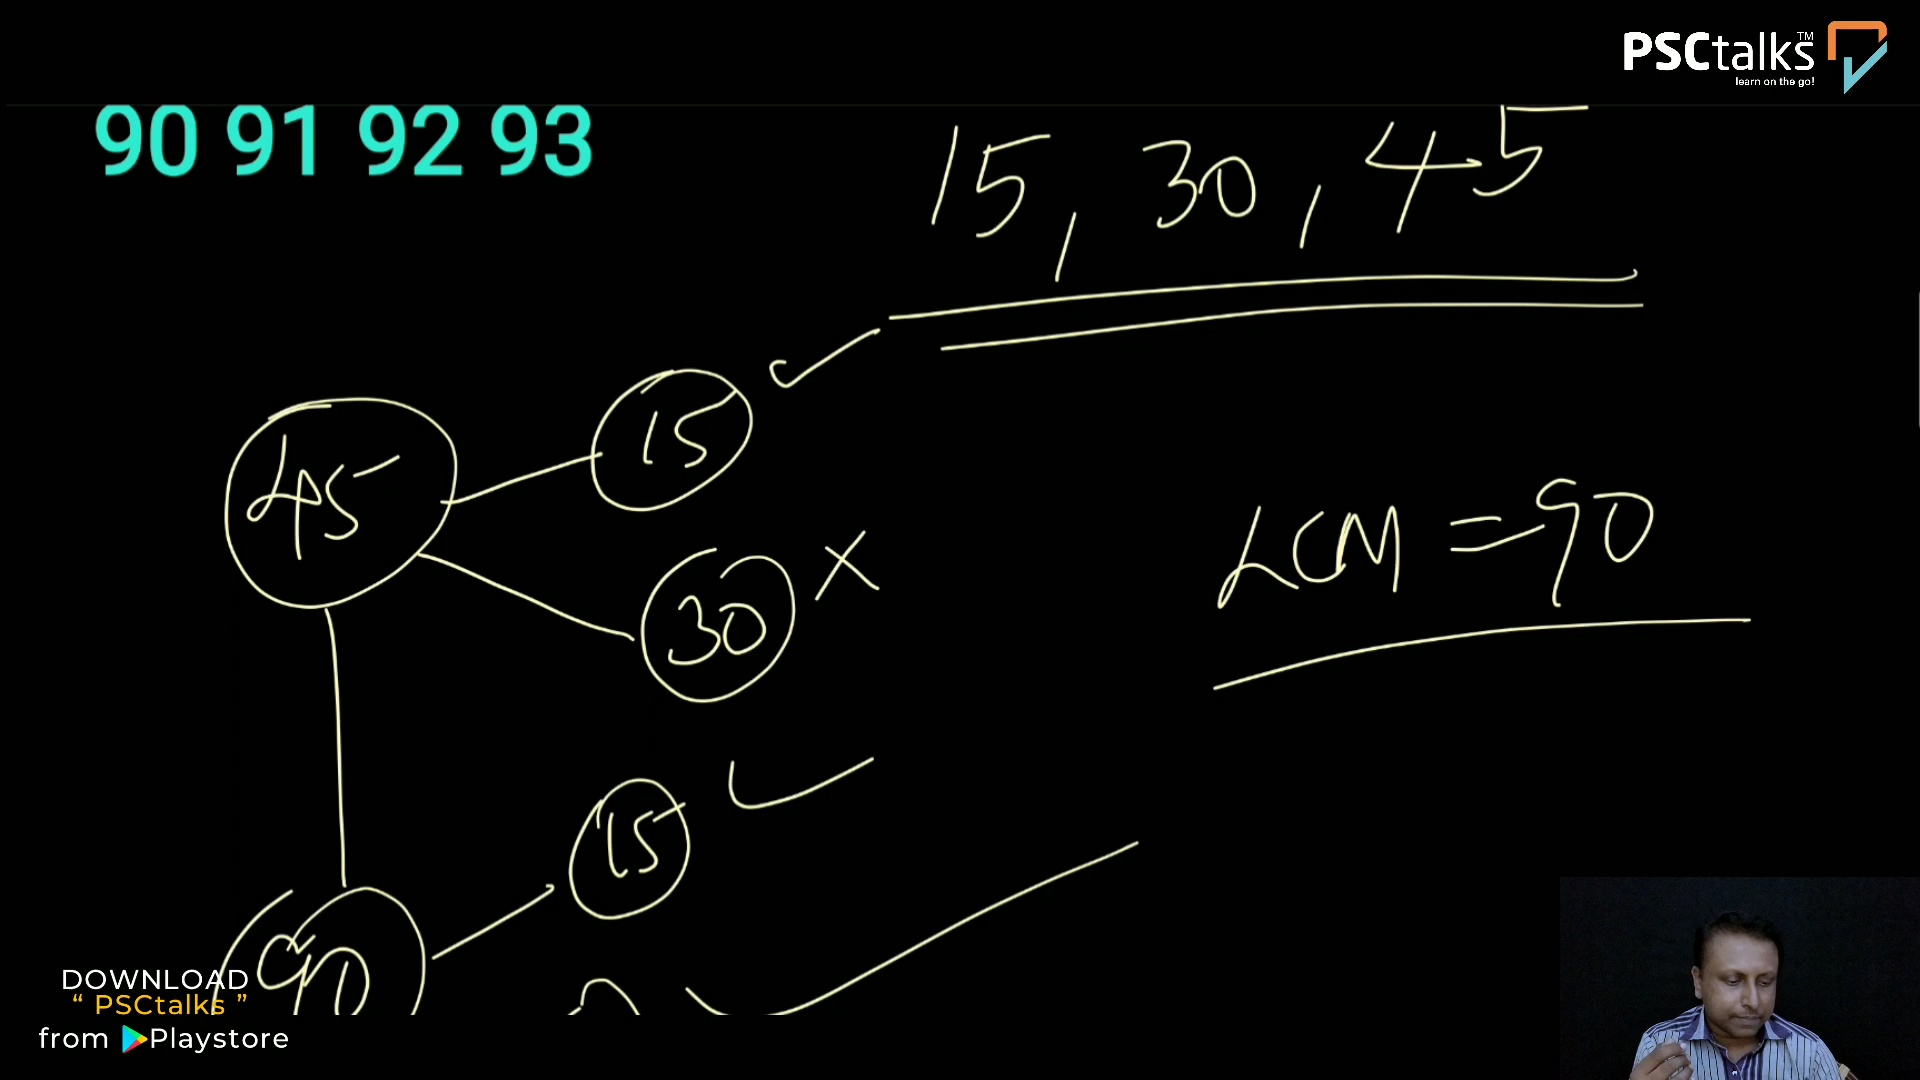 PSCtalks™
learn on the go!
90 91 92 93
15, 30, 45
45
15
30 ×
LCM = 90
15
90
DOWNLOAD
“ PSCtalks ”
from Playstore